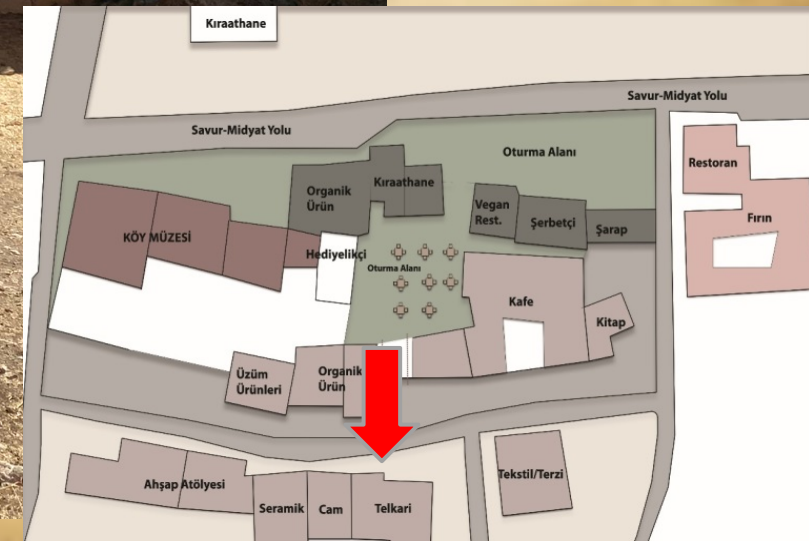 Kıraathane
Savur-Midyat Yolu
Savur-Midyat Yolu
Oturma Alanı
Restoran
Kıraathane
Organik
Ürün
Vegan
Rest.
Şerbetçi
Şarap
Fırın
KÖY MÜZESİ
Hediyelikçi
Oturma Alanı
Kafe
Kitap
Üzüm
Ürünleri
Organik
Ürün
Ahşap Atölyesi
Tekstil/Terzi
Seramik
Cam
Telkari